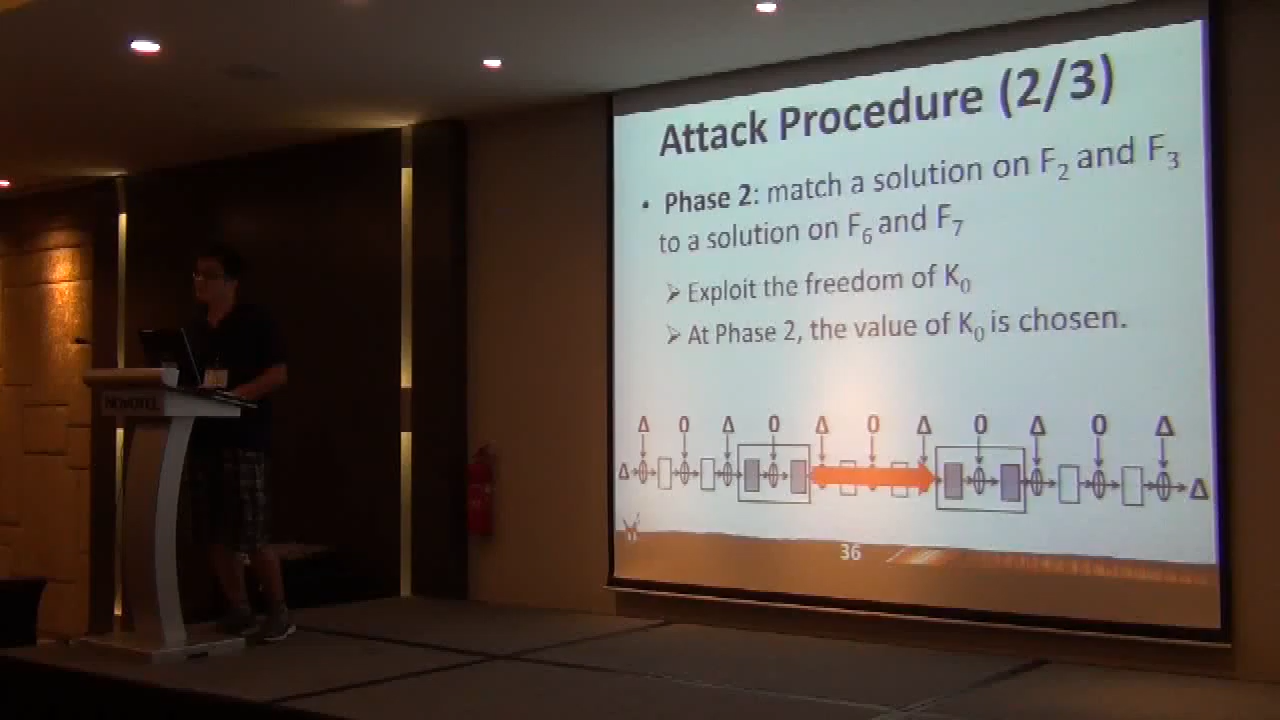 Attack Procedure (2/3)
• Phase 2: match a solution on F₂ and F₃
to a solution on F₆ and F₇
➢ Exploit the freedom of K₀
➢ At Phase 2, the value of K₀ is chosen.
Δ 0 Δ 0 Δ 0 Δ 0 Δ 0 Δ
Δ Δ
36
NOVOTEL